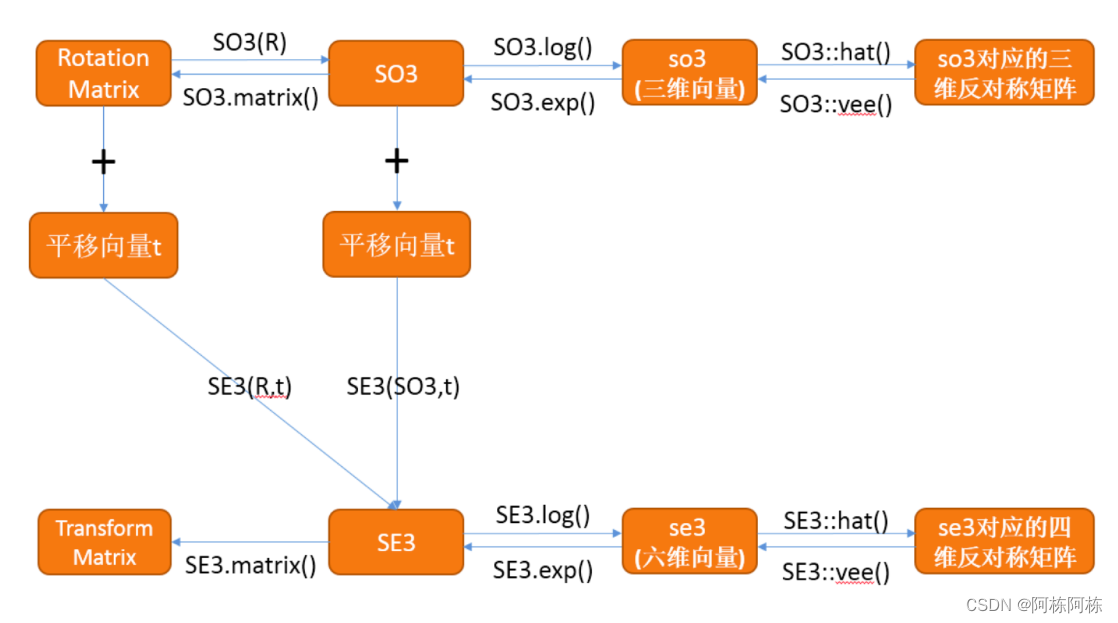 SO3(R)
SO3.log()
SO3::hat()
Rotation
Matrix
SO3
so3
(三维向量)
so3对应的三
维反对称矩阵
SO3.matrix()
SO3.exp()
SO3::vee()
+
+
平移向量t
平移向量t
SE3(R,t)
SE3(SO3,t)
SE3.log()
SE3::hat()
Transform
Matrix
SE3
se3
(六维向量)
se3对应的四
维反对称矩阵
SE3.matrix()
SE3.exp()
SE3::vee()
CSDN @阿栋阿栋